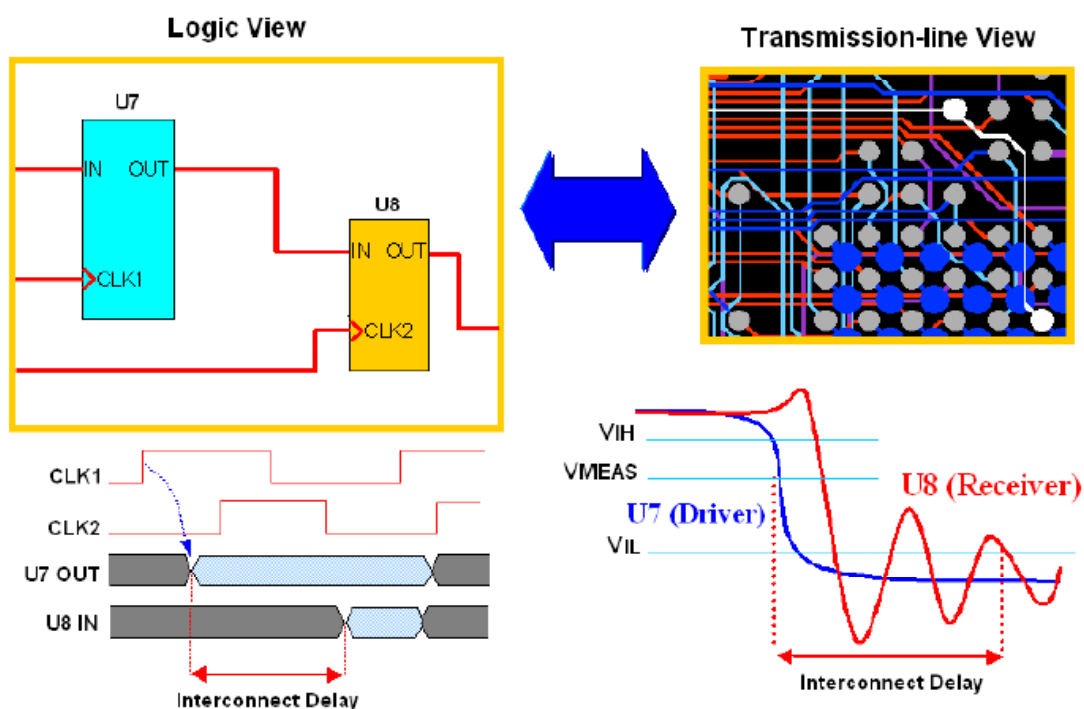 Logic View
Transmission-line View
U7
IN OUT
CLK1
U8
IN OUT
CLK2
CLK1
CLK2
U7 OUT
U8 IN
Interconnect Delay
VIH
VMEAS
U7 (Driver)
U8 (Receiver)
VIL
Interconnect Delay